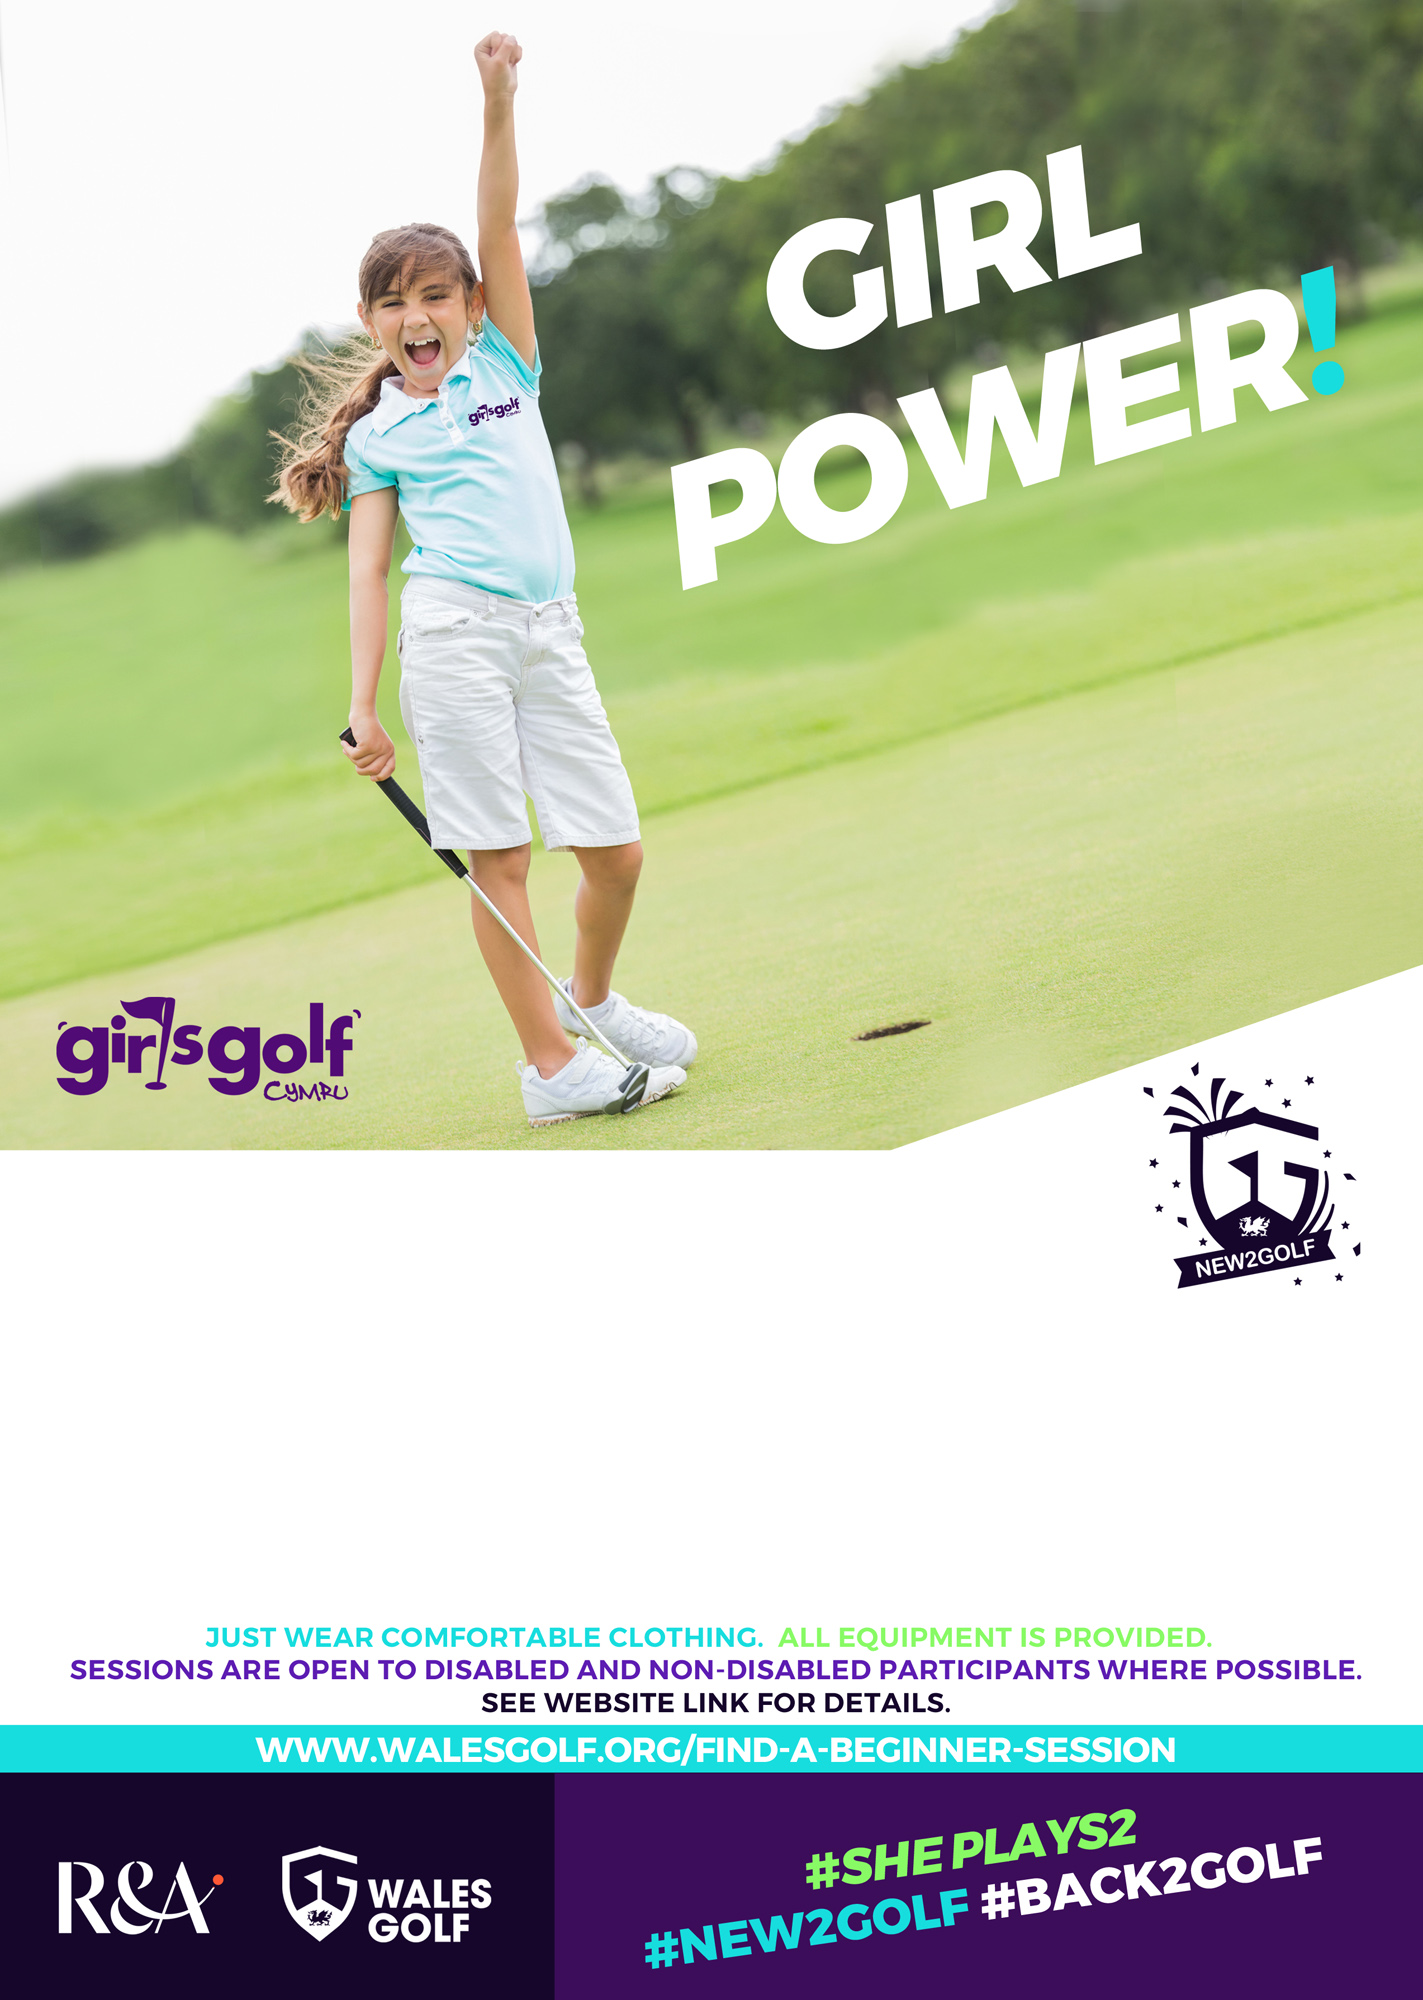 GIRL
POWER!
girlsgolf
CYMRU
girlsgolf
CYMRU
NEW2GOLF
JUST WEAR COMFORTABLE CLOTHING. ALL EQUIPMENT IS PROVIDED.
SESSIONS ARE OPEN TO DISABLED AND NON-DISABLED PARTICIPANTS WHERE POSSIBLE.
SEE WEBSITE LINK FOR DETAILS.
WWW.WALESGOLF.ORG/FIND-A-BEGINNER-SESSION
R&A
WALES
GOLF
#SHE PLAYS2
#NEW2GOLF #BACK2GOLF